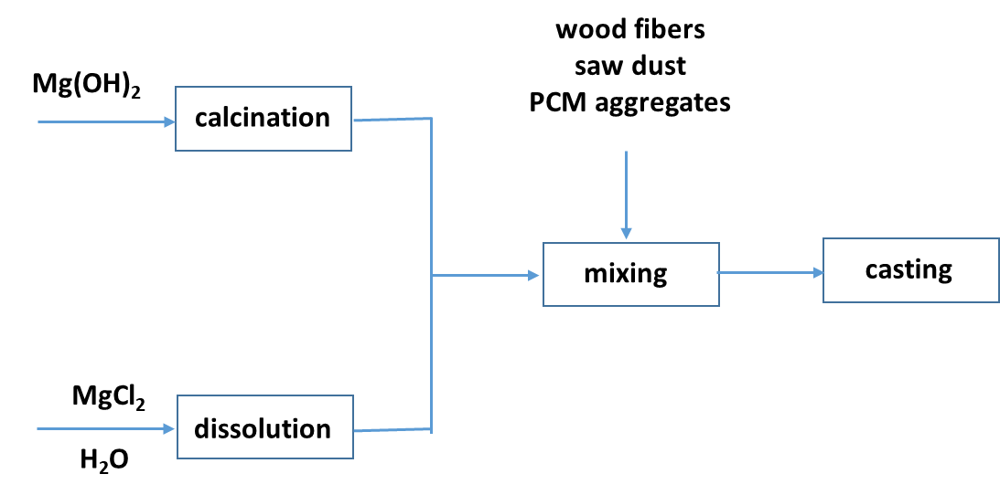 wood fibers
saw dust
PCM aggregates
Mg(OH)₂
calcination
mixing
casting
MgCl₂
dissolution
H₂O